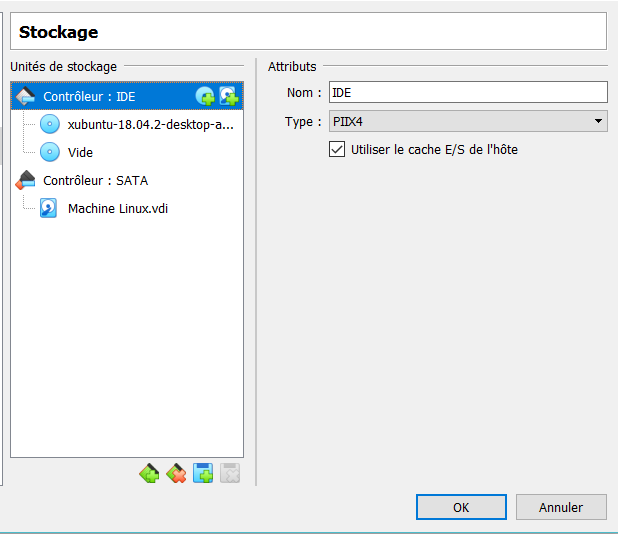 Stockage
Unités de stockage
Contrôleur : IDE
xubuntu-18.04.2-desktop-a...
Vide
Contrôleur : SATA
Machine Linux.vdi
Attributs
Nom : IDE
Type : PIIX4
Utiliser le cache E/S de l'hôte
OK Annuler